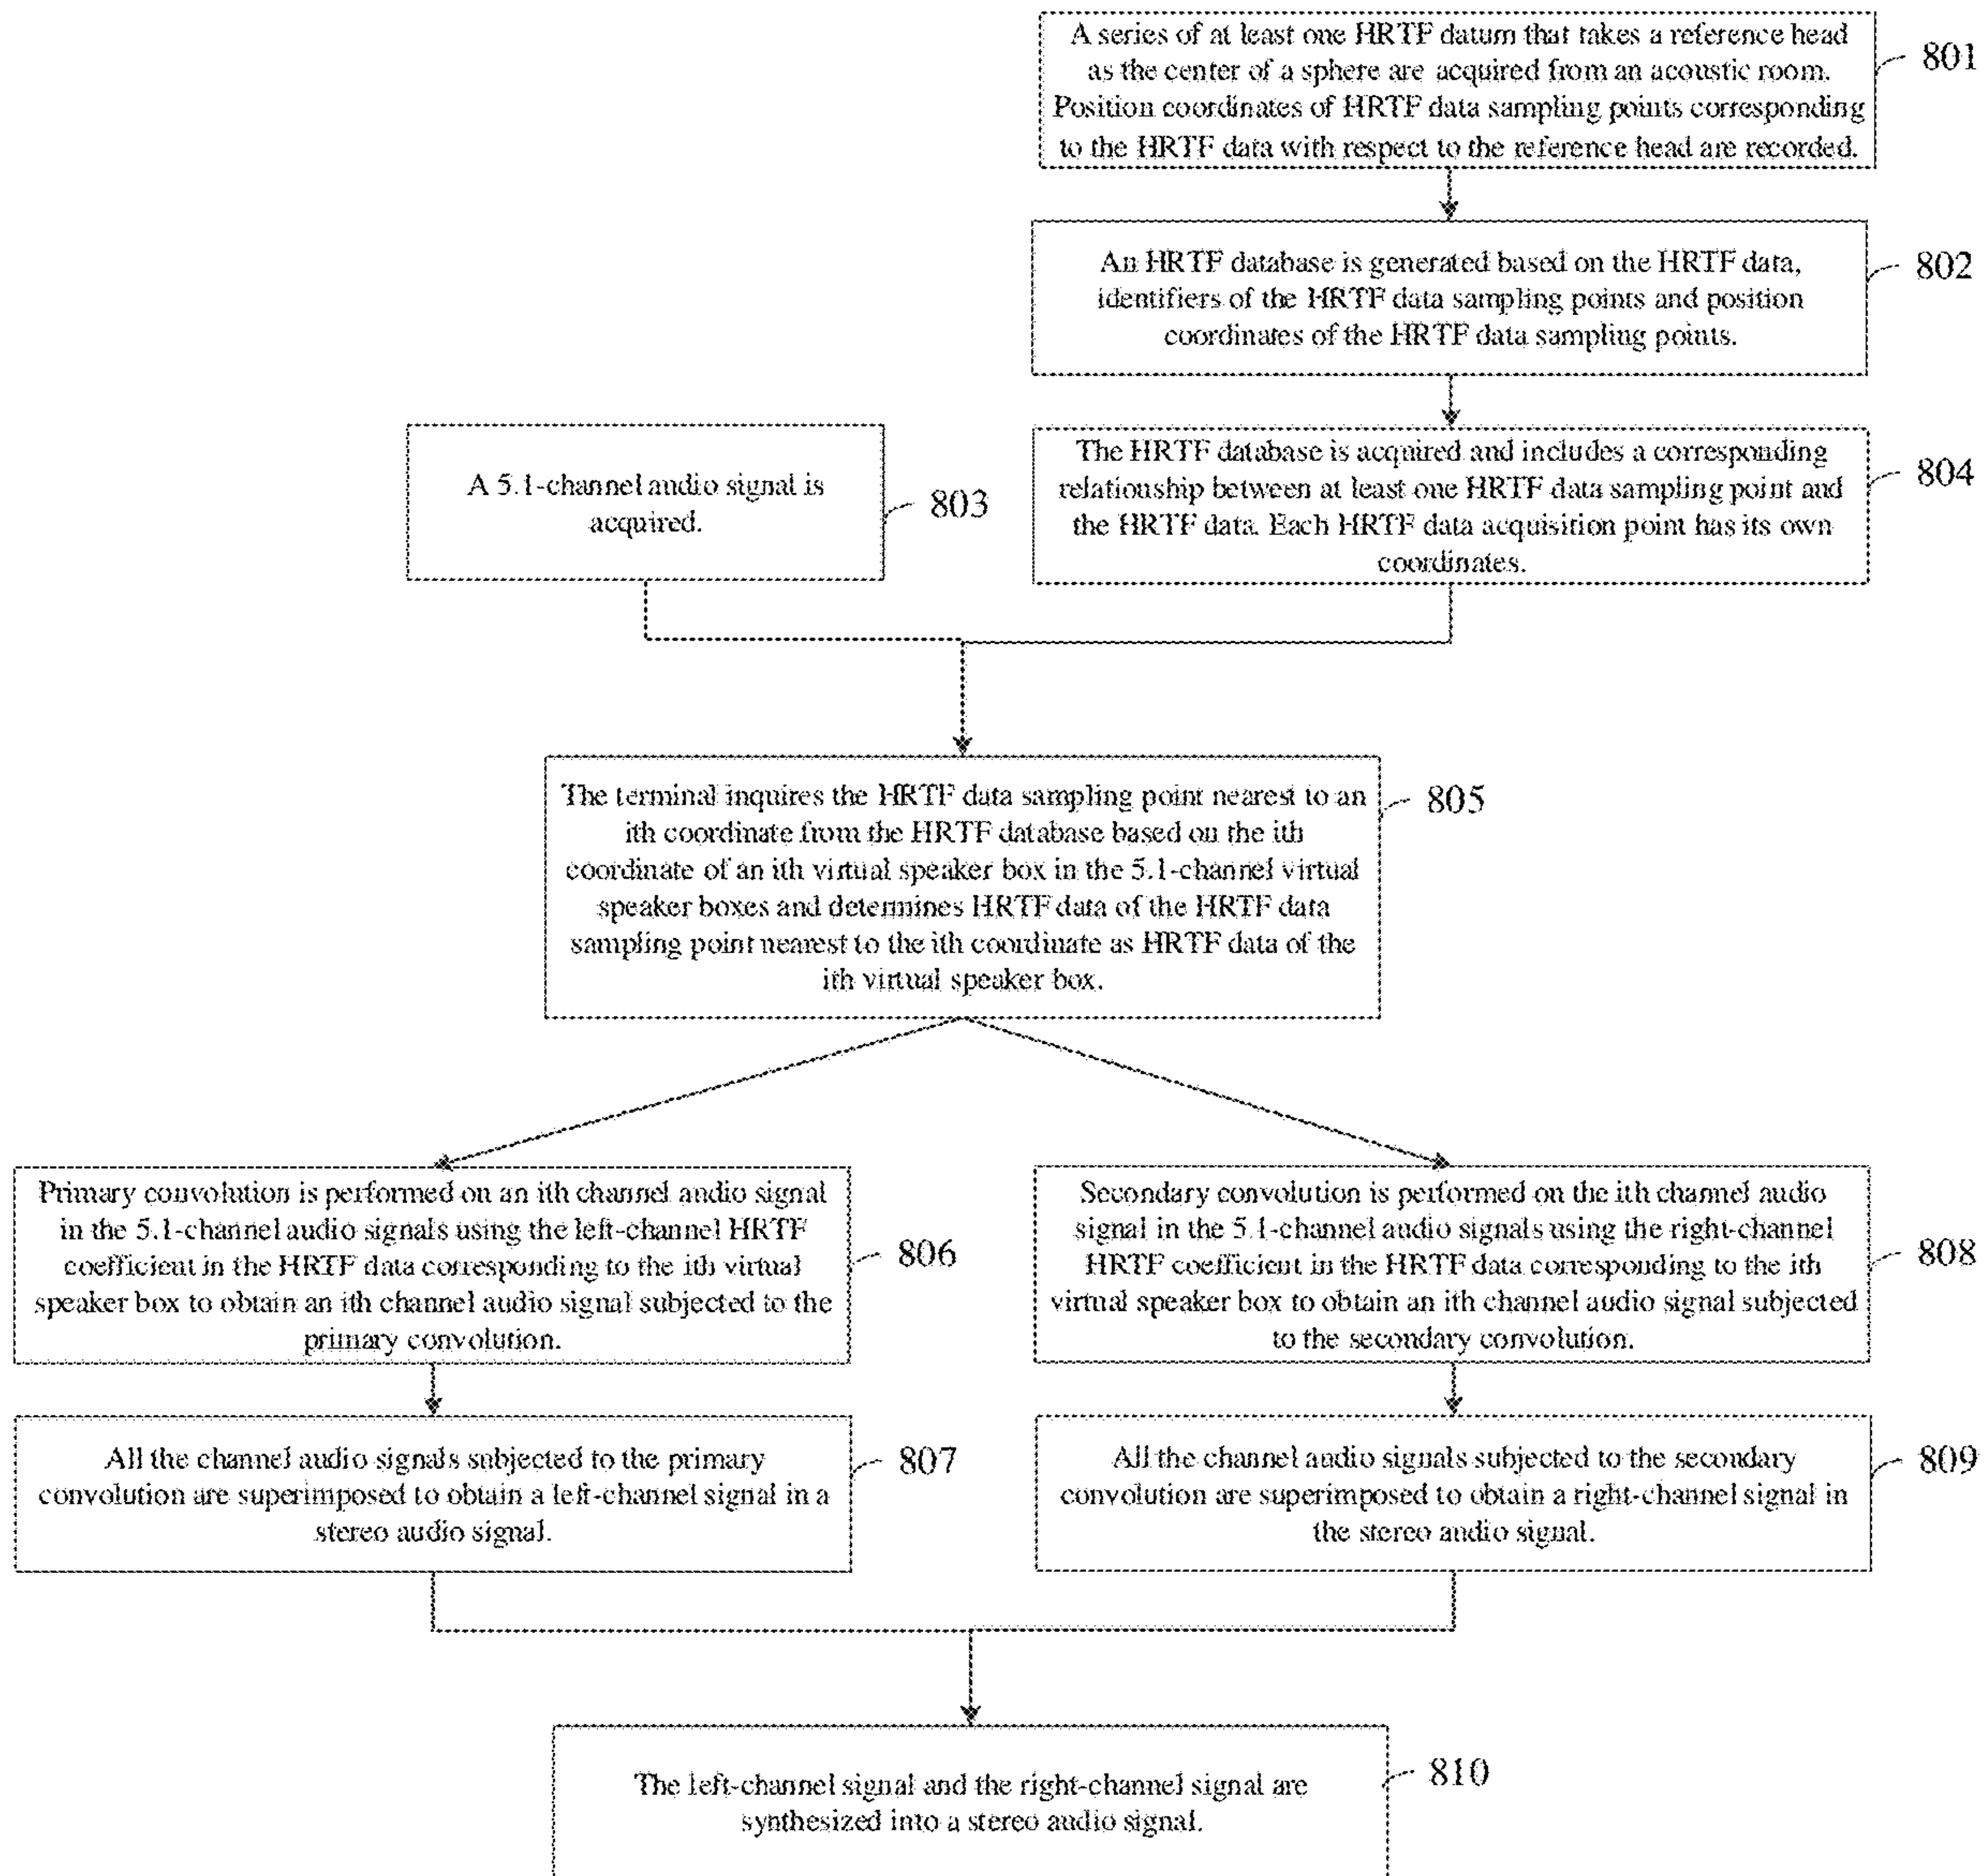 A series of at least one HRTF datum that takes a reference head
as the center of a sphere are acquired from an acoustic room.
Position coordinates of HRTF data sampling points corresponding
to the HRTF data with respect to the reference head are recorded.
801
An HRTF database is generated based on the HRTF data,
identifiers of the HRTF data sampling points and position
coordinates of the HRTF data sampling points.
802
A 5.1-channel audio signal is
acquired.
803
The HRTF database is acquired and includes a corresponding
relationship between at least one HRTF data sampling point and
the HRTF data. Each HRTF data acquisition point has its own
coordinates.
804
The terminal inquires the HRTF data sampling point nearest to an
ith coordinate from the HRTF database based on the ith
coordinate of an ith virtual speaker box in the 5.1-channel virtual
speaker boxes and determines HRTF data of the HRTF data
sampling point nearest to the ith coordinate as HRTF data of the
ith virtual speaker box.
805
Primary convolution is performed on an ith channel audio signal
in the 5.1-channel audio signals using the left-channel HRTF
coefficient in the HRTF data corresponding to the ith virtual
speaker box to obtain an ith channel audio signal subjected to the
primary convolution.
806
Secondary convolution is performed on the ith channel audio
signal in the 5.1-channel audio signals using the right-channel
HRTF coefficient in the HRTF data corresponding to the ith
virtual speaker box to obtain an ith channel audio signal subjected
to the secondary convolution.
808
All the channel audio signals subjected to the primary
convolution are superimposed to obtain a left-channel signal in a
stereo audio signal.
807
All the channel audio signals subjected to the secondary
convolution are superimposed to obtain a right-channel signal in
the stereo audio signal.
809
The left-channel signal and the right-channel signal are
synthesized into a stereo audio signal.
810